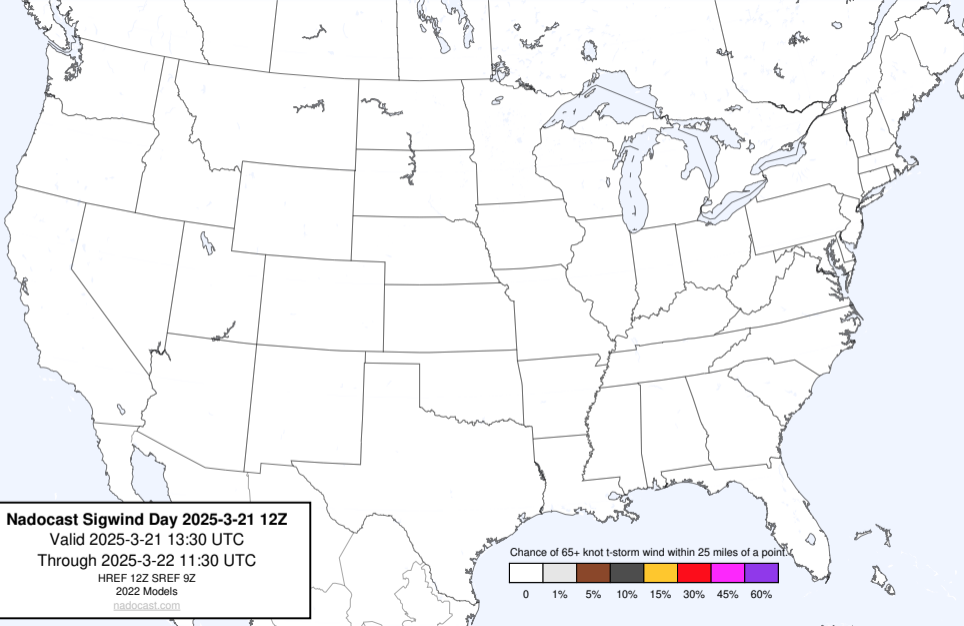 Nadocast Sigwind Day 2025-3-21 12Z
Valid 2025-3-21 13:30 UTC
Through 2025-3-22 11:30 UTC
HREF 12Z SREF 9Z
2022 Models
nadocast.com
Chance of 65+ knot t-storm wind within 25 miles of a point.
0 1% 5% 10% 15% 30% 45% 60%